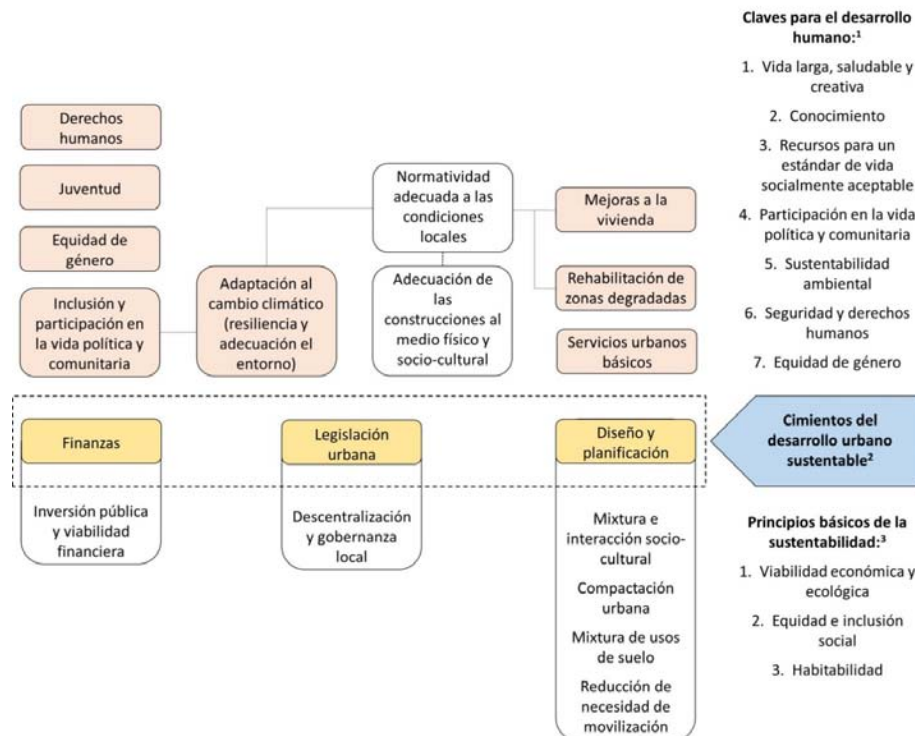 Derechos
humanos
Juventud
Equidad de
género
Inclusión y
participación en
la vida política y
comunitaria
Adaptación al
cambio climático
(resiliencia y
adecuación el
entorno)
Normatividad
adecuada a las
condiciones
locales
Adecuación de
las
construcciones al
medio físico
y socio-cultural
Mejoras a la
vivienda
Rehabilitación de
zonas degradadas
Servicios urbanos
básicos
Finanzas
Inversión pública
y viabilidad
financiera
Legislación
urbana
Descentralización
y gobernanza
local
Diseño y
planificación
Mixtura e
interacción socio-
cultural
Compactación
urbana
Mixtura de usos
de suelo
Reducción de
necesidad de
movilización
Claves para el desarrollo
humano:1
1. Vida larga, saludable y
creativa
2. Conocimiento
3. Recursos para un
estándar de vida
socialmente aceptable
4. Participación en la vida
política y comunitaria
5. Sustentabilidad
ambiental
6. Seguridad y derechos
humanos
7. Equidad de género
Cimientos del
desarrollo urbano
sustentable2
Principios básicos de la
sustentabilidad:3
1. Viabilidad económica y
ecológica
2. Equidad e inclusión
social
3. Habitabilidad